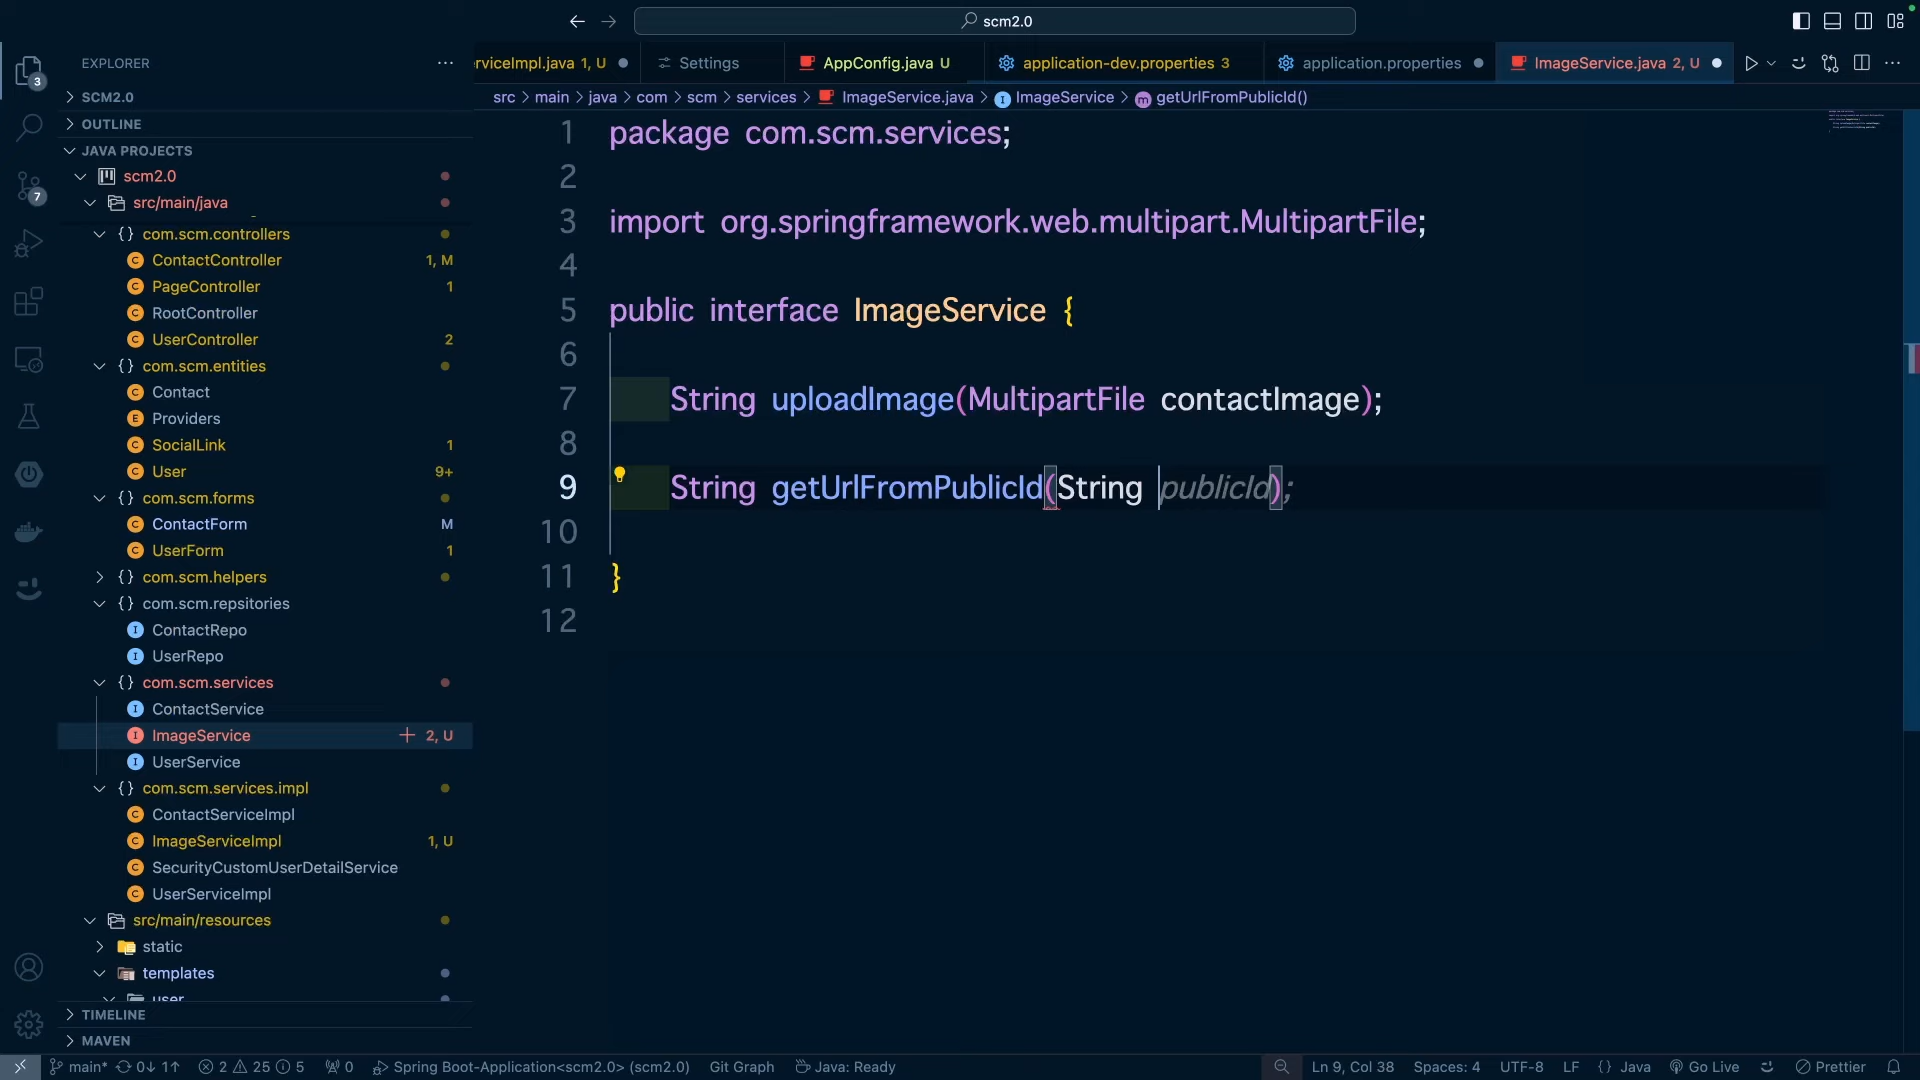 scm2.0
EXPLORER
SCM2.0
OUTLINE
JAVA PROJECTS
scm2.0
src/main/java
com.scm.controllers
ContactController 1, M
PageController 1
RootController
UserController 2
com.scm.entities
Contact
Providers
SocialLink 1
User 9+
com.scm.forms
ContactForm M
UserForm 1
com.scm.helpers
com.scm.repsitories
ContactRepo
UserRepo
com.scm.services
ContactService
ImageService 2, U
UserService
com.scm.services.impl
ContactServiceImpl
ImageServiceImpl 1, U
SecurityCustomUserDetailService
UserServiceImpl
src/main/resources
static
templates
user
TIMELINE
MAVEN
3
7
rviceImpl.java 1, U
Settings
AppConfig.java U
application-dev.properties 3
application.properties
ImageService.java 2, U
src > main > java > com > scm > services > ImageService.java > ImageService > getUrlFromPublicId()
1 package com.scm.services;
2
3 import org.springframework.web.multipart.MultipartFile;
4
5 public interface ImageService {
6
7 String uploadImage(MultipartFile contactImage);
8
9 String getUrlFromPublicId(String publicId);
10
11 }
12
main* 0↓ 1↑ 2 25 5 0 Spring Boot-Application<scm2.0> (scm2.0) Git Graph Java: Ready Ln 9, Col 38 Spaces: 4 UTF-8 LF {} Java Go Live Prettier